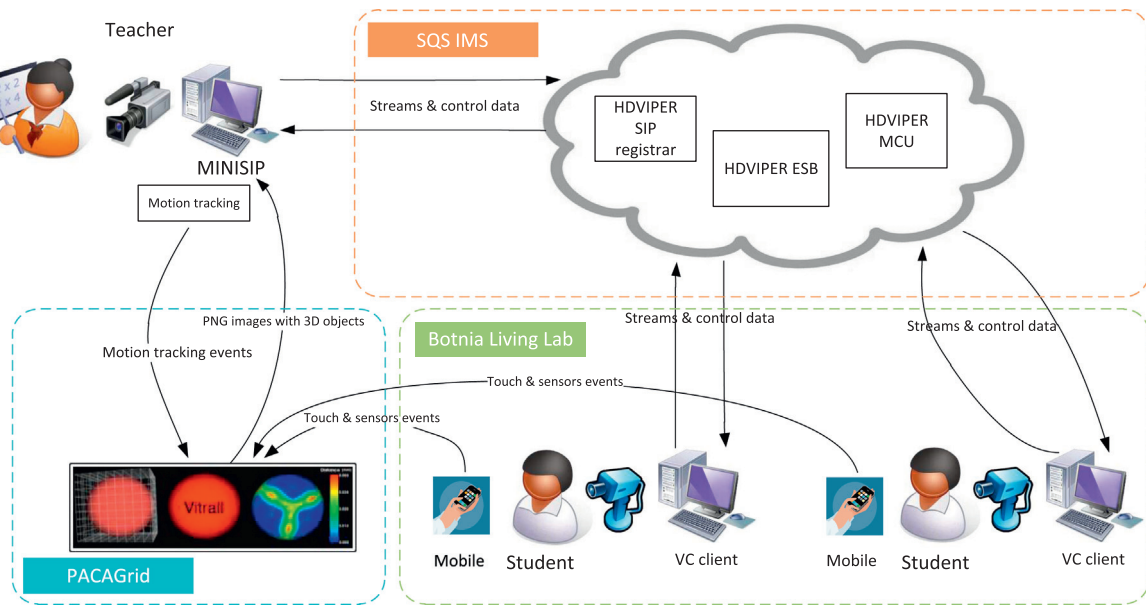 Teacher
SQS IMS
x 2
x 4
Streams & control data
HDVIPER
SIP
registrar
HDVIPER ESB
HDVIPER
MCU
MINISIP
Motion tracking
PNG images with 3D objects
Motion tracking events
Streams & control data
Streams & control data
Botnia Living Lab
Touch & sensors events
Touch & sensors events
Vitrall
Mobile
Student
VC client
Mobile
Student
VC client
PACAGrid